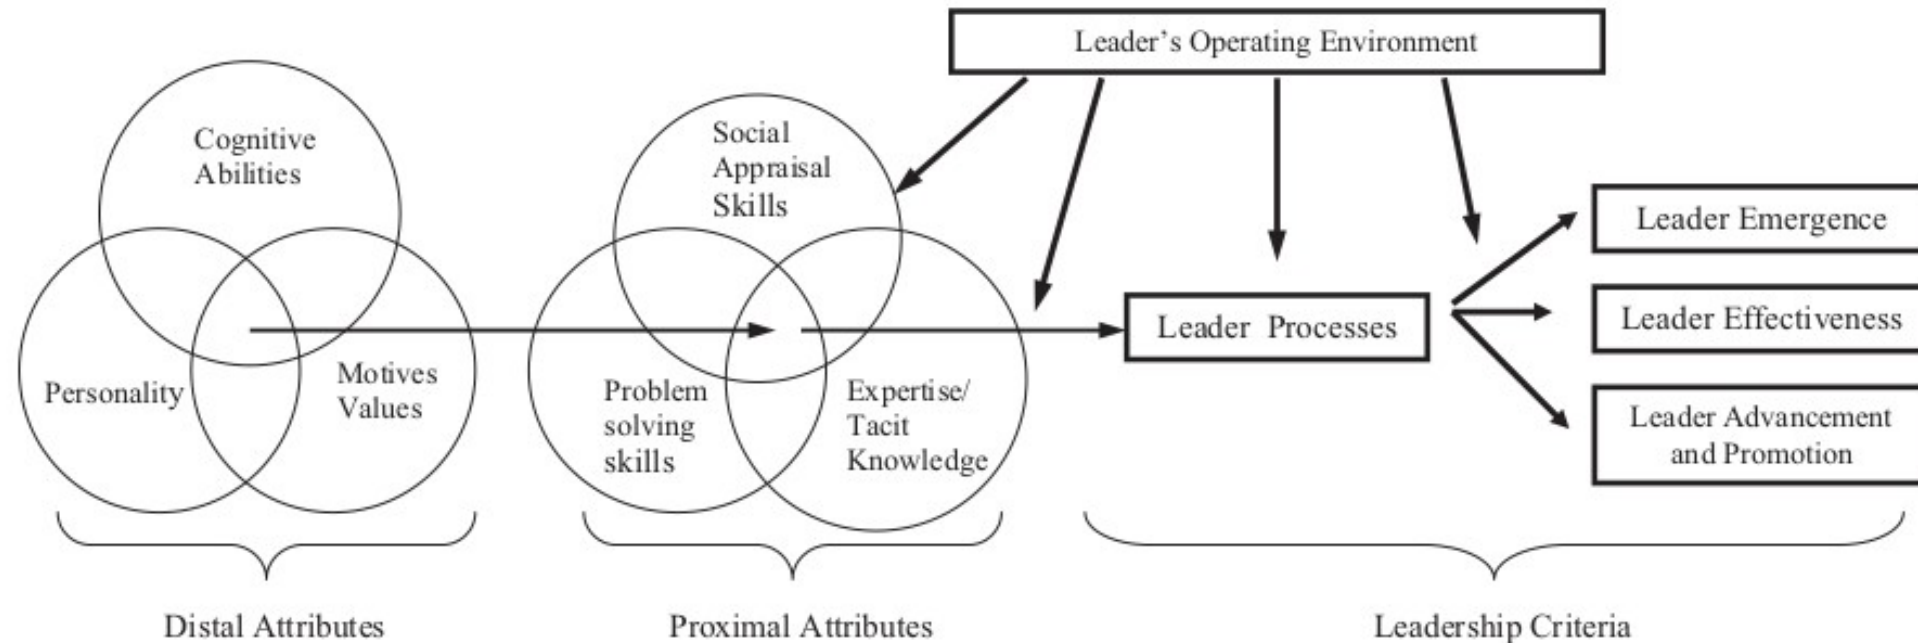 Leader's Operating Environment
Cognitive
Abilities
Personality
Motives
Values
Social
Appraisal
Skills
Problem
solving
skills
Expertise/
Tacit
Knowledge
Leader Processes
Leader Emergence
Leader Effectiveness
Leader Advancement
and Promotion
Distal Attributes
Proximal Attributes
Leadership Criteria